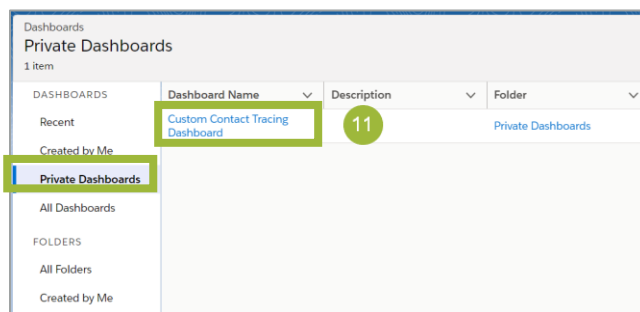 Dashboards
Private Dashboards
1 item
DASHBOARDS
Dashboard Name
Description
Folder
Recent
Custom Contact Tracing
Dashboard
11
Private Dashboards
Created by Me
Private Dashboards
All Dashboards
FOLDERS
All Folders
Created by Me